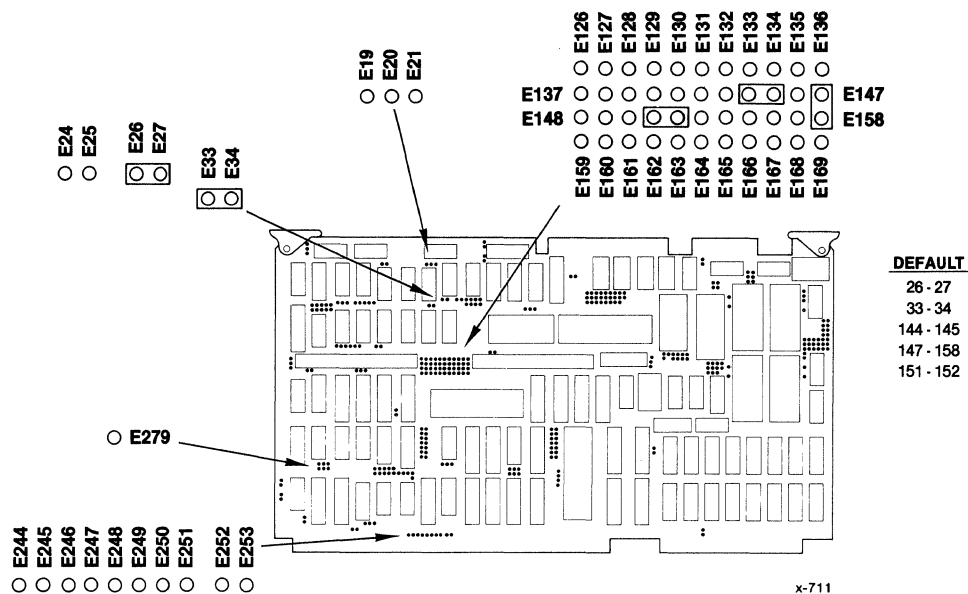 E126 E127 E128 E129 E130 E131 E132 E133 E134 E135 E136
E19 E20 E21
E137 E147
E148 E158
E24 E25 E26 E27
E33 E34
E159 E160 E161 E162 E163 E164 E165 E166 E167 E168 E169
DEFAULT
26 - 27
33 - 34
144 - 145
147 - 158
151 - 152
E279
E244 E245 E246 E247 E248 E249 E250 E251 E252 E253
x-711